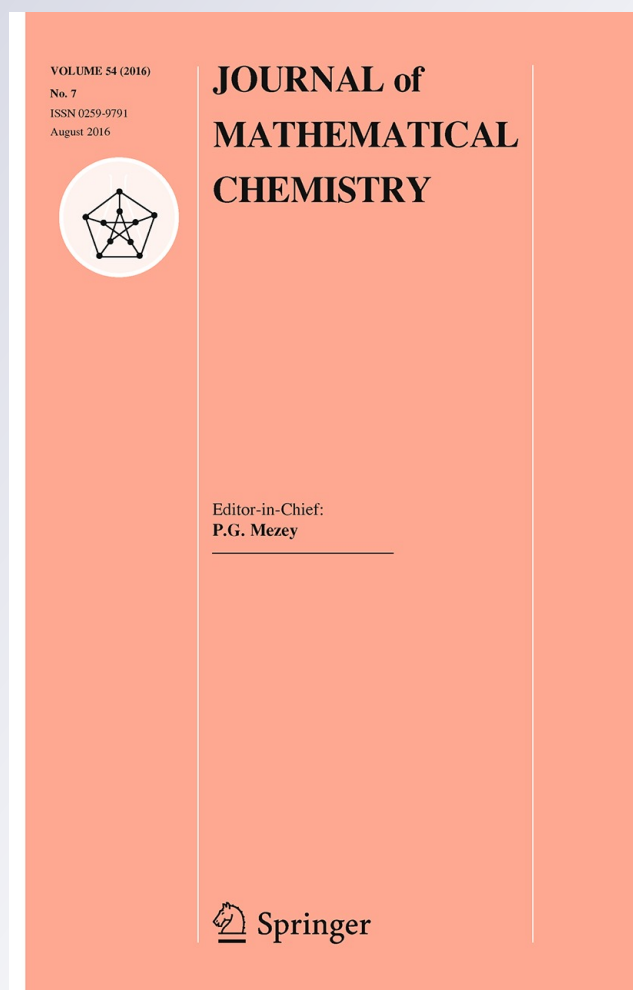 VOLUME 54 (2016)
No. 7
ISSN 0259-9791
August 2016
JOURNAL of
MATHEMATICAL
CHEMISTRY
Editor-in-Chief:
P.G. Mezey
Springer